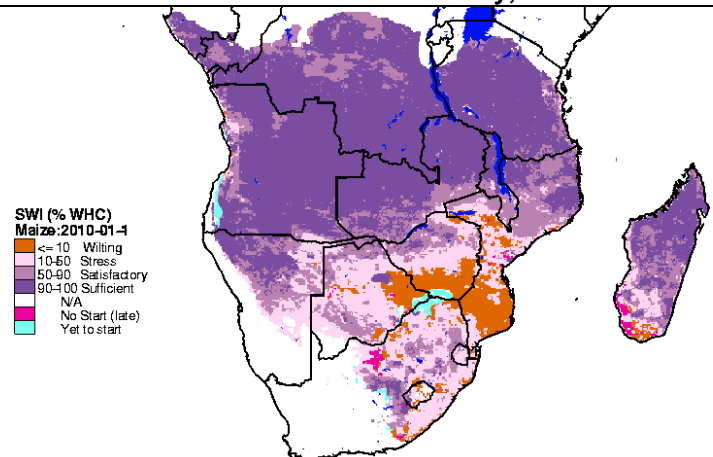 SWI (% WHC)
Maize:2010-01-1
<= 10 Wilting
10-50 Stress
50-90 Satisfactory
90-100 Sufficient
N/A
No Start (late)
Yet to start